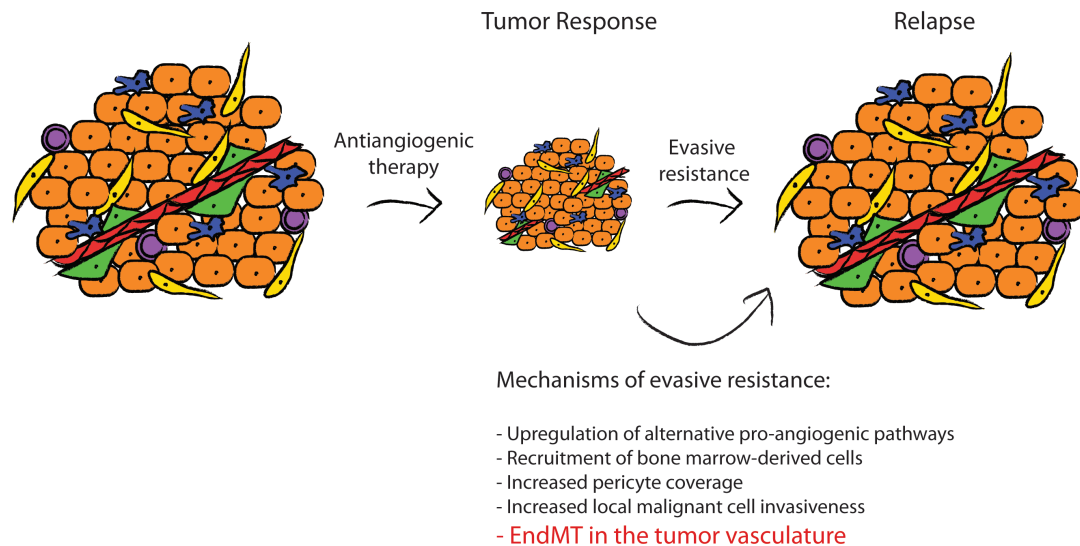 Tumor Response
Relapse
Antiangiogenic
therapy
Evasive
resistance
Mechanisms of evasive resistance:
- Upregulation of alternative pro-angiogenic pathways
- Recruitment of bone marrow-derived cells
- Increased pericyte coverage
- Increased local malignant cell invasiveness
- EndMT in the tumor vasculature